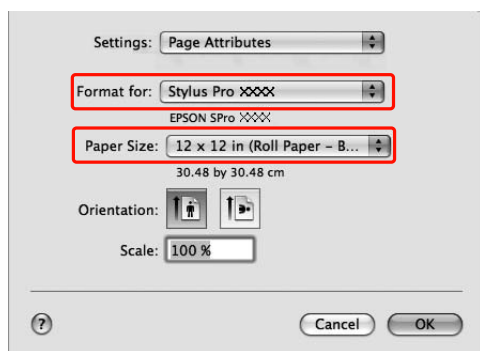 Settings: Page Attributes
Format for: Stylus Pro XXXX
EPSON SPro XXXX
Paper Size: 12 x 12 in (Roll Paper – B...
30.48 by 30.48 cm
Orientation:
Scale: 100 %
? Cancel OK